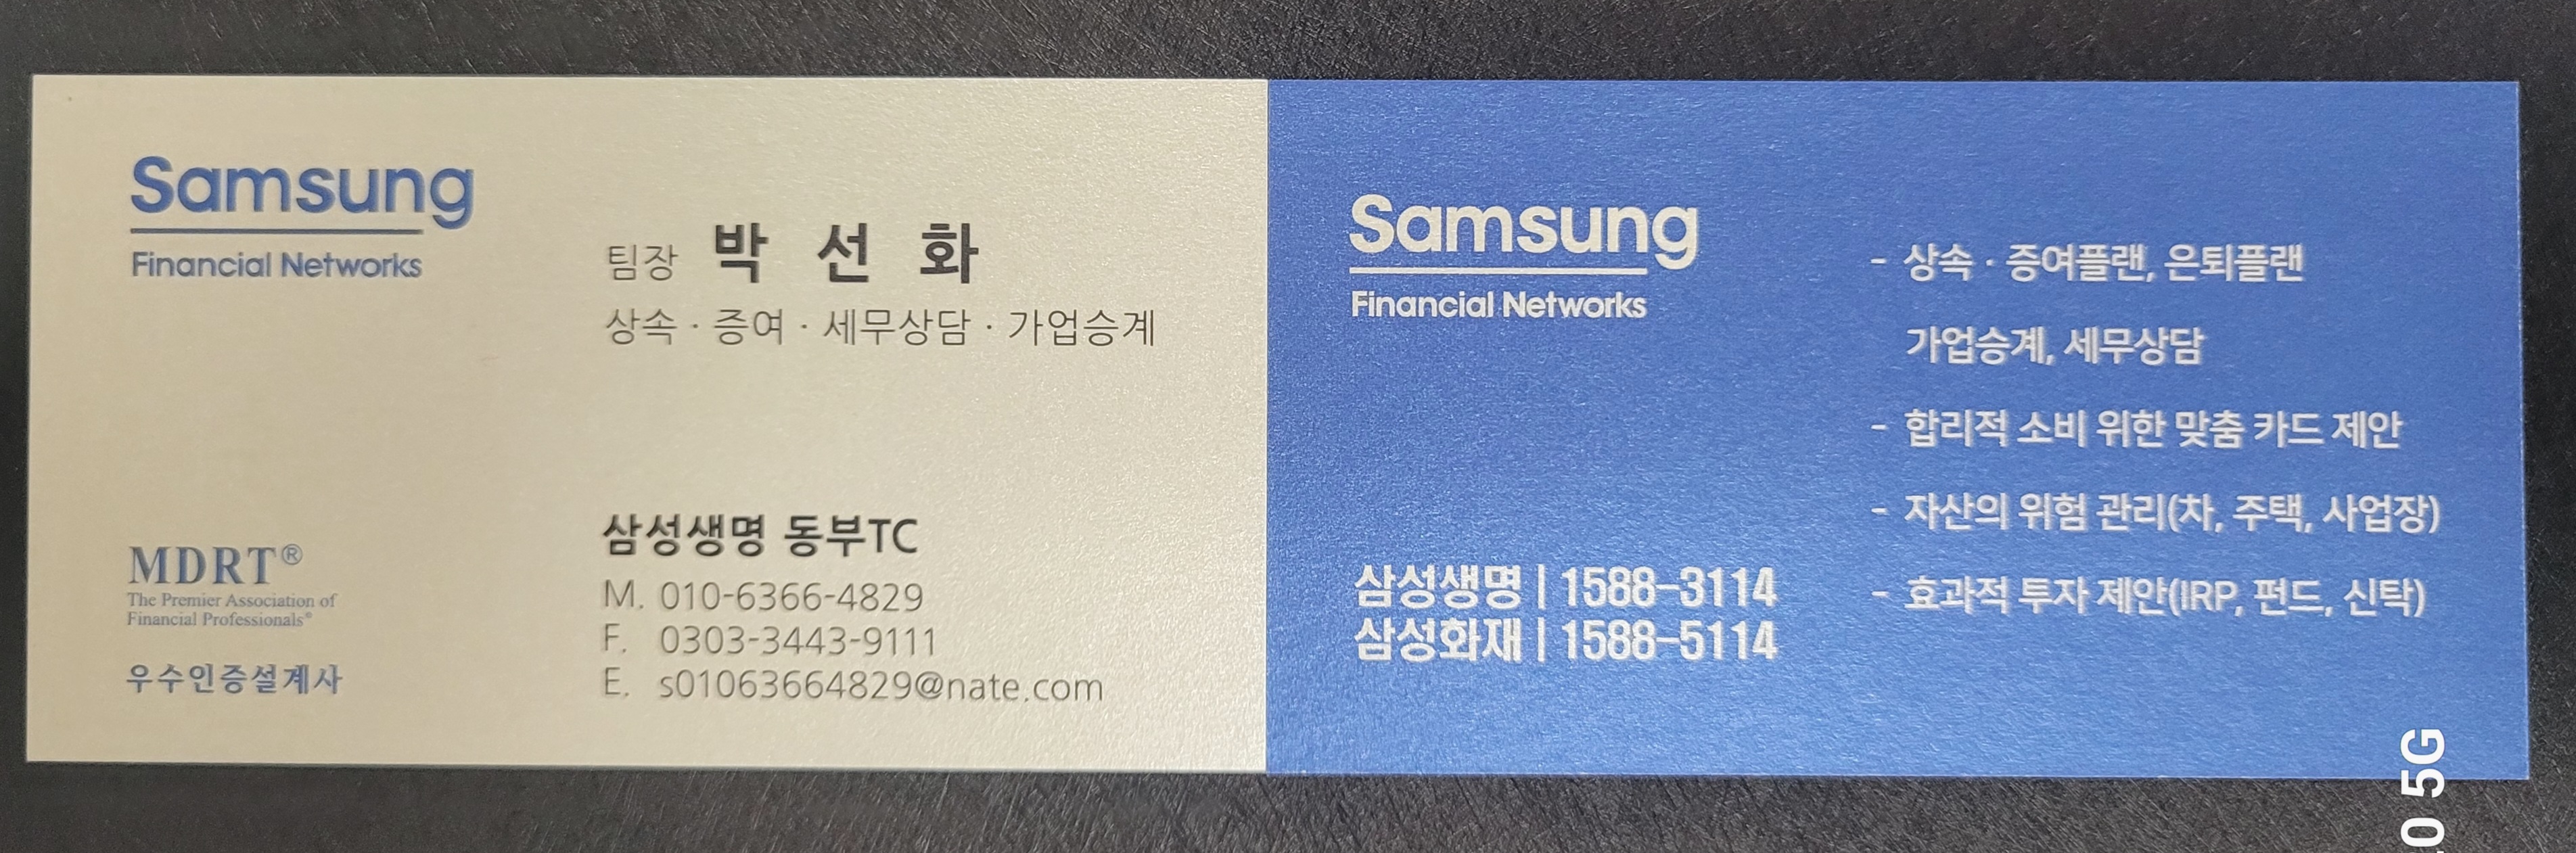 Samsung
Financial Networks
팀장 박 선 화
상속 · 증여 · 세무상담 · 가업승계
MDRT®
The Premier Association of
Financial Professionals®
우수인증설계사
삼성생명 동부TC
M. 010-6366-4829
F. 0303-3443-9111
E. s01063664829@nate.com
Samsung
Financial Networks
삼성생명 | 1588-3114
삼성화재 | 1588-5114
- 상속 · 증여플랜, 은퇴플랜
가업승계, 세무상담
- 합리적 소비 위한 맞춤 카드 제안
- 자산의 위험 관리(차, 주택, 사업장)
- 효과적 투자 제안(IRP, 펀드, 신탁)
0 5G